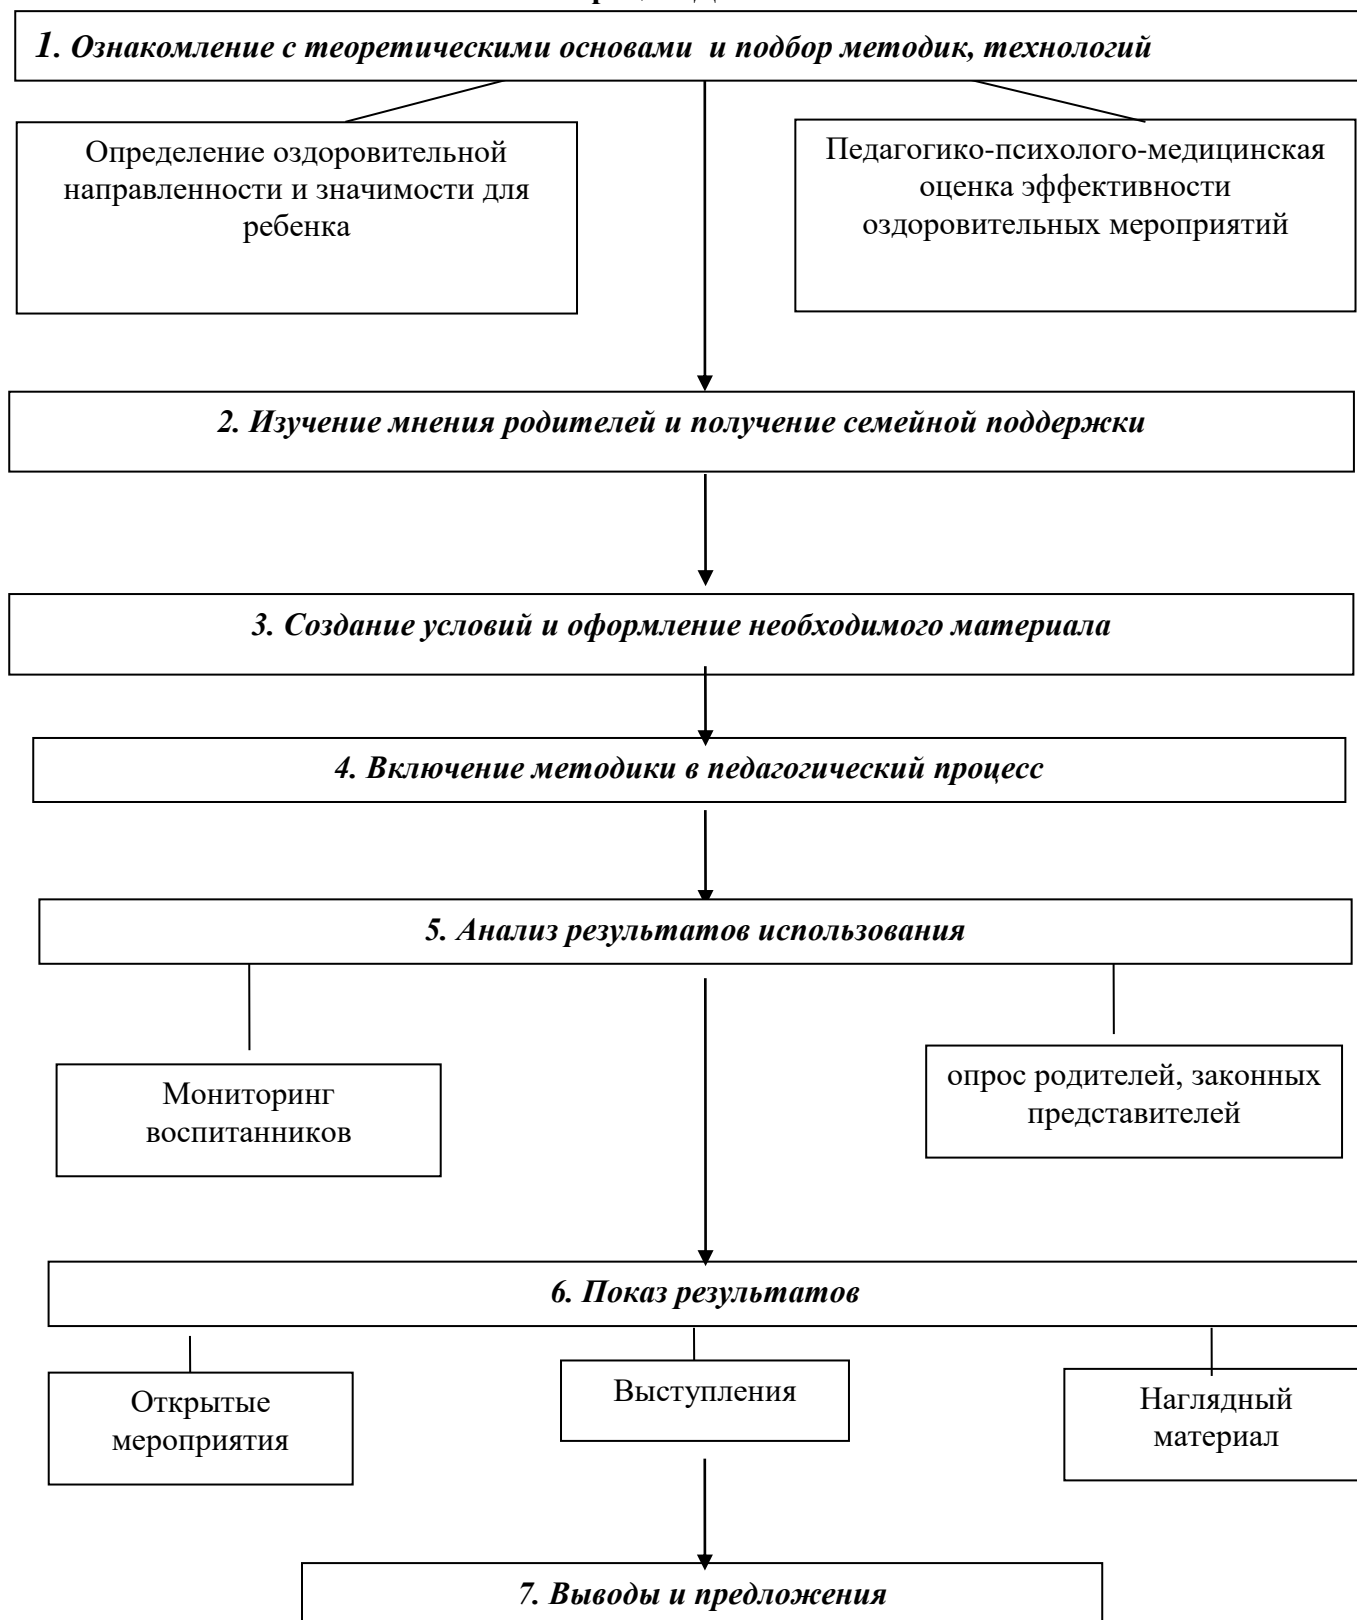 1. Ознакомление с теоретическими основами и подбор методик, технологий
Определение оздоровительной
направленности и значимости для
ребенка
Педагогико-психолого-медицинская
оценка эффективности
оздоровительных мероприятий
2. Изучение мнения родителей и получение семейной поддержки
3. Создание условий и оформление необходимого материала
4. Включение методики в педагогический процесс
5. Анализ результатов использования
Мониторинг
воспитанников
опрос родителей, законных
представителей
6. Показ результатов
Открытые
мероприятия
Выступления
Наглядный
материал
7. Выводы и предложения